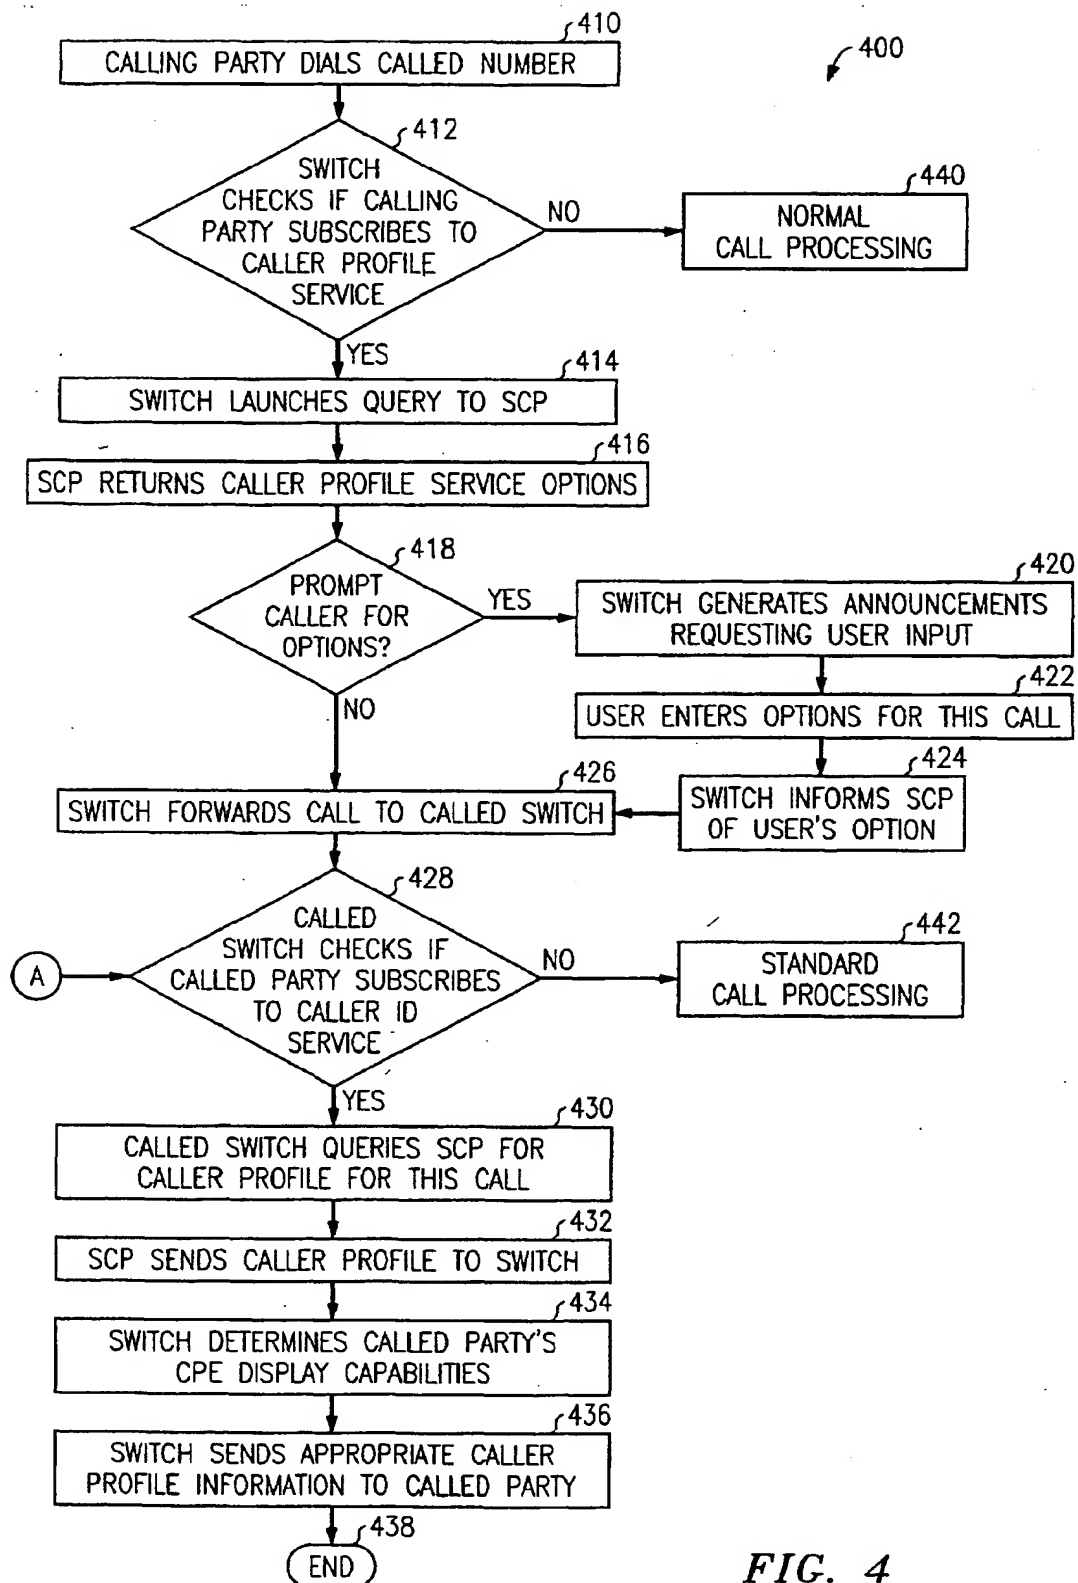 410
CALLING PARTY DIALS CALLED NUMBER
400
412
SWITCH
CHECKS IF CALLING
PARTY SUBSCRIBES TO
CALLER PROFILE
SERVICE
NO
440
NORMAL
CALL PROCESSING
YES
414
SWITCH LAUNCHES QUERY TO SCP
416
SCP RETURNS CALLER PROFILE SERVICE OPTIONS
418
PROMPT
CALLER FOR
OPTIONS?
YES
420
SWITCH GENERATES ANNOUNCEMENTS
REQUESTING USER INPUT
422
USER ENTERS OPTIONS FOR THIS CALL
NO
424
SWITCH INFORMS SCP
OF USER'S OPTION
426
SWITCH FORWARDS CALL TO CALLED SWITCH
428
CALLED
SWITCH CHECKS IF
CALLED PARTY SUBSCRIBES
TO CALLER ID
SERVICE
A
NO
442
STANDARD
CALL PROCESSING
YES
430
CALLED SWITCH QUERIES SCP FOR
CALLER PROFILE FOR THIS CALL
432
SCP SENDS CALLER PROFILE TO SWITCH
434
SWITCH DETERMINES CALLED PARTY'S
CPE DISPLAY CAPABILITIES
436
SWITCH SENDS APPROPRIATE CALLER
PROFILE INFORMATION TO CALLED PARTY
438
END
FIG. 4